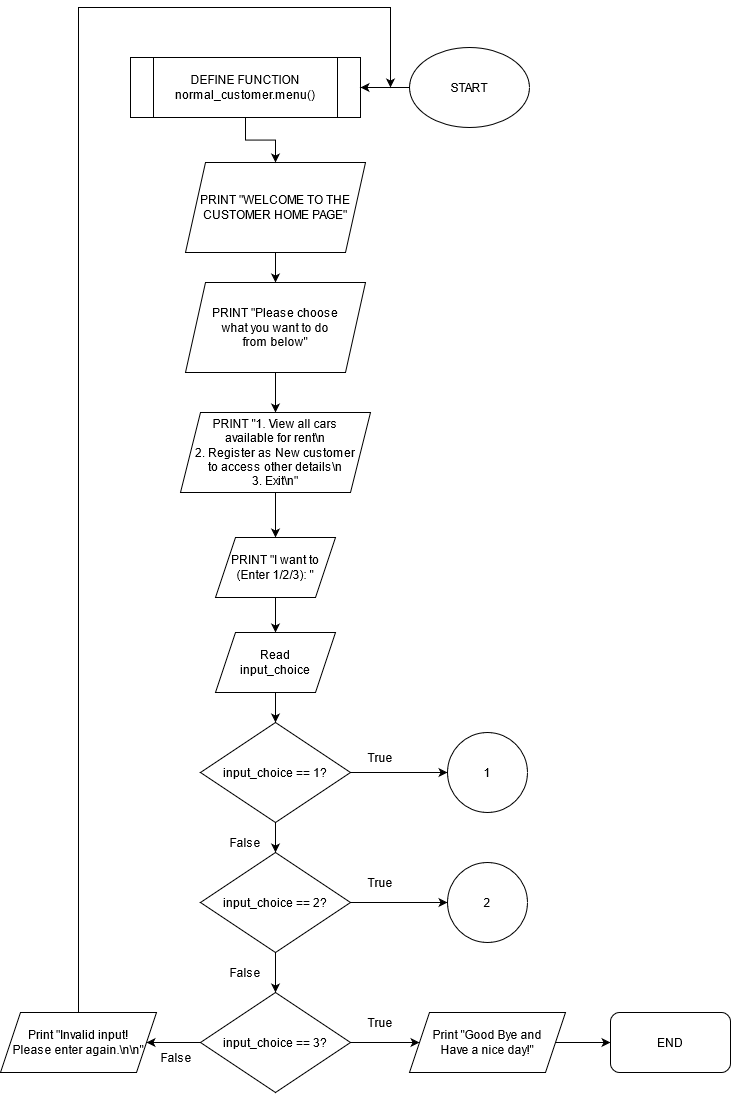 DEFINE FUNCTION
normal_customer.menu()
START
PRINT "WELCOME TO THE
CUSTOMER HOME PAGE"
PRINT "Please choose
what you want to do
from below"
PRINT "1. View all cars
available for rent\n
2. Register as New customer
to access other details\n
3. Exit\n"
PRINT "I want to
(Enter 1/2/3): "
Read
input_choice
input_choice == 1?
True
1
False
input_choice == 2?
True
2
False
input_choice == 3?
True
Print "Good Bye and
Have a nice day!"
END
False
Print "Invalid input!
Please enter again.\n\n"